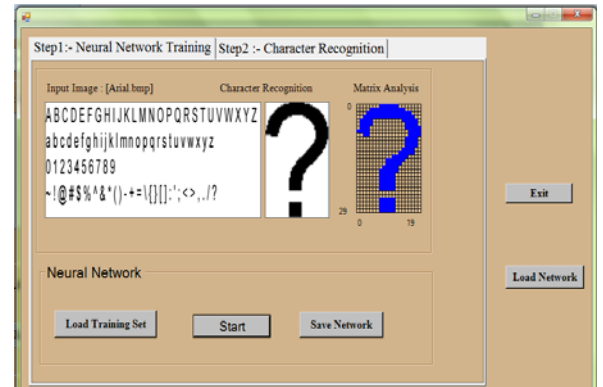 Step1:- Neural Network Training Step2 :- Character Recognition
Input Image : [Arial.bmp] Character Recognition Matrix Analysis
ABCDEFGHIJKLMNOPQRSTUVWXYZ
abcdefghijklmnopqrstuvwxyz
0123456789
~!@#$%^&*()-+=\{}[]:';<>,./?
?
0
29
0 19
Exit
Load Network
Neural Network
Load Training Set Start Save Network